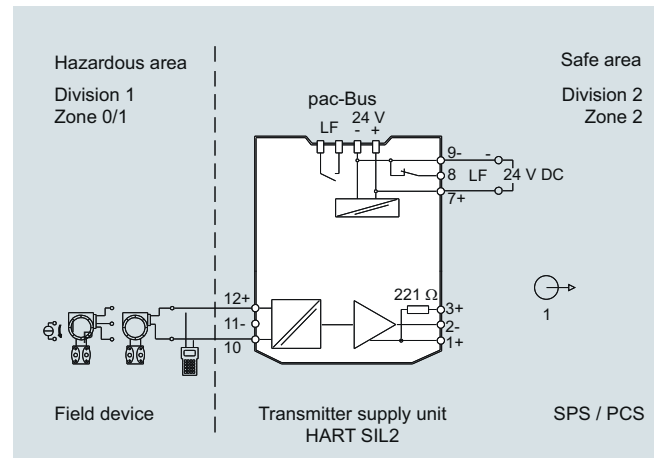 Hazardous area
Safe area
Division 1
Zone 0/1
Division 2
Zone 2
pac-Bus
LF
24 V
- +
9-
-
8
LF
24 V DC
7+
+
12+
11-
10
221 Ω
3+
2-
1+
1
Field device
Transmitter supply unit
HART SIL2
SPS / PCS